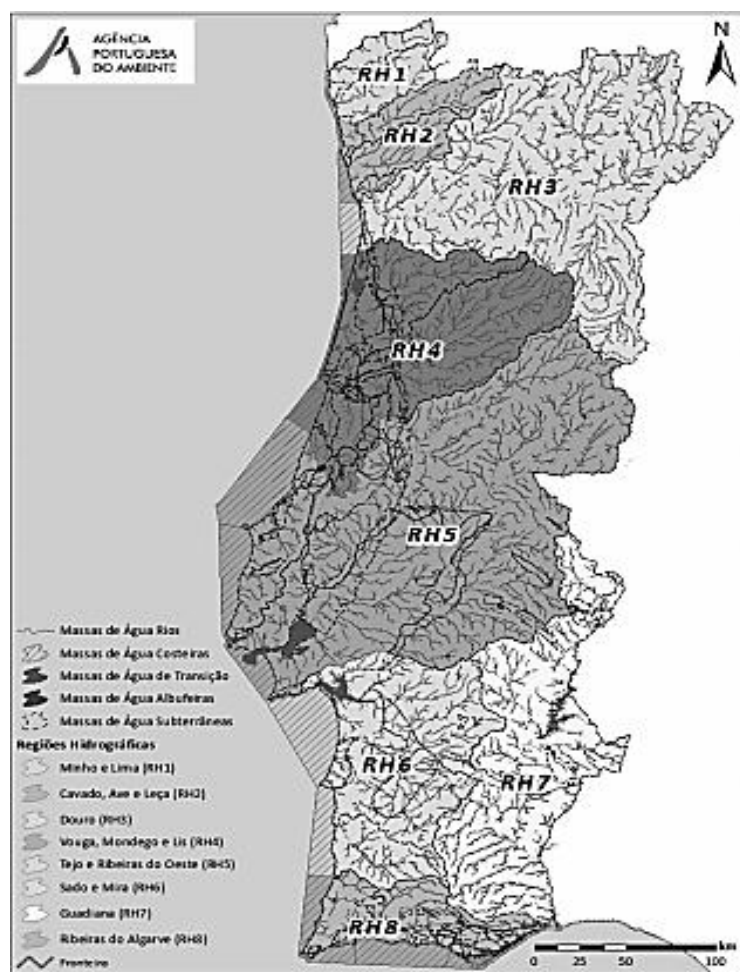 AGÊNCIA
PORTUGUESA
DO AMBIENTE
N
RH1
RH2
RH3
RH4
RH5
RH6
RH7
RH8
Massas de Água Rios
Massas de Água Costeiras
Massas de Água de Transição
Massas de Água Albufeiras
Massas de Água Subterrâneas
Regiões Hidrográficas
Minho e Lima (RH1)
Cavado, Ave e Leça (RH2)
Douro (RH3)
Vouga, Mondego e Lis (RH4)
Tejo e Ribeiras do Oeste (RH5)
Sado e Mira (RH6)
Guadiana (RH7)
Ribeiras do Algarve (RH8)
Fronteira
km
0 25 50 100